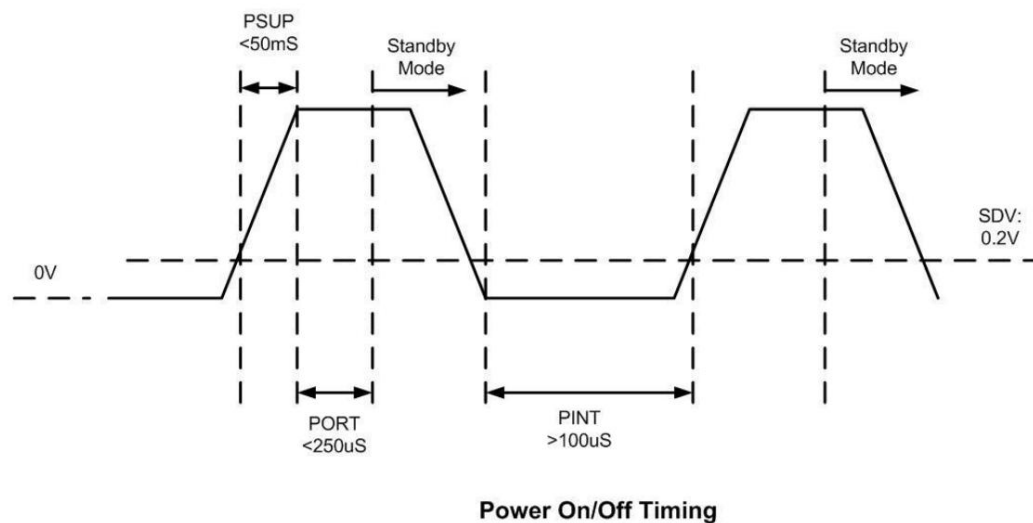 PSUP
<50mS
Standby
Mode
Standby
Mode
SDV:
0.2V
0V
PORT
<250uS
PINT
>100uS
Power On/Off Timing